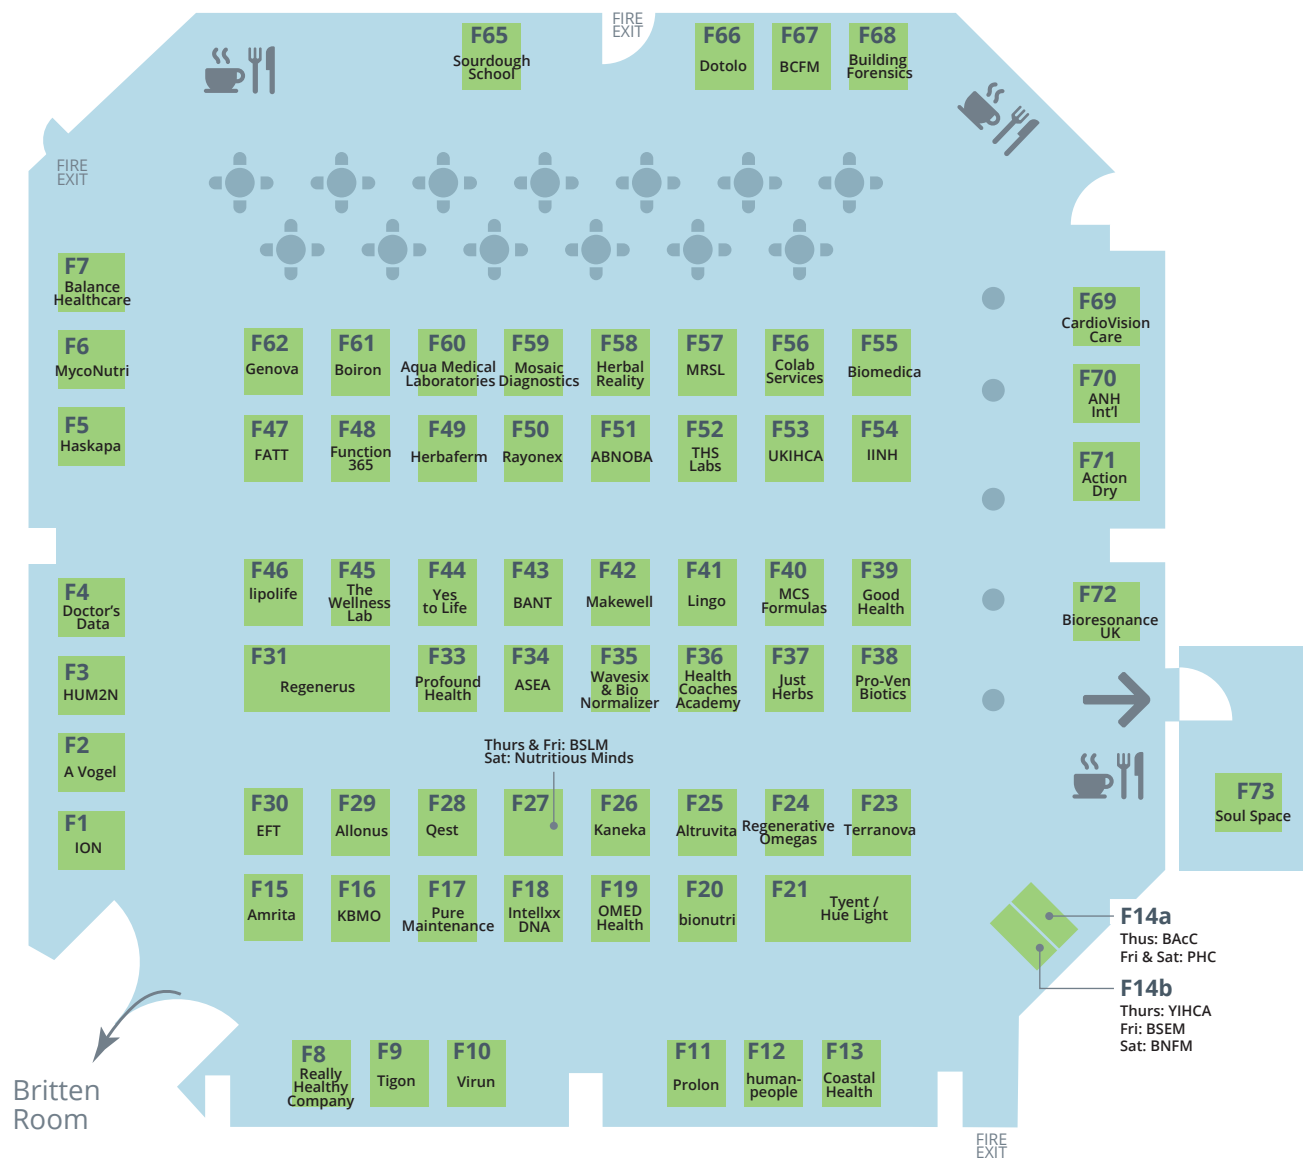 FIRE
EXIT
F65
Sourdough
School
F66
Dotolo
F67
BCFM
F68
Building
Forensics
FIRE
EXIT
F7
Balance
Healthcare
F6
MycoNutri
F5
Haskapa
F69
CardioVision
Care
F70
ANH
Int'l
F71
Action
Dry
F62
Genova
F61
Boiron
F60
Aqua Medical
Laboratories
F59
Mosaic
Diagnostics
F58
Herbal
Reality
F57
MRSL
F56
Colab
Services
F55
Biomedica
F47
FATT
F48
Function
365
F49
Herbaferm
F50
Rayonex
F51
ABNOBA
F52
THS
Labs
F53
UKIHCA
F54
IINH
F46
lipolife
F45
The
Wellness
Lab
F44
Yes
to Life
F43
BANT
F42
Makewell
F41
Lingo
F40
MCS
Formulas
F39
Good
Health
F4
Doctor's
Data
F3
HUM2N
F2
A Vogel
F1
ION
F72
Bioresonance
UK
F31
Regenerus
F33
Profound
Health
F34
ASEA
F35
Wavesix
& Bio
Normalizer
F36
Health
Coaches
Academy
F37
Just
Herbs
F38
Pro-Ven
Biotics
Thurs & Fri: BSLM
Sat: Nutritious Minds
F30
EFT
F29
Allonus
F28
Qest
F27
F26
Kaneka
F25
Altruvita
F24
Regenerative
Omegas
F23
Terranova
F73
Soul Space
F15
Amrita
F16
KBMO
F17
Pure
Maintenance
F18
Intellxx
DNA
F19
OMED
Health
F20
bionutri
F21
Tyent /
Hue Light
F14a
Thus: BAcC
Fri & Sat: PHC
F14b
Thurs: YIHCA
Fri: BSEM
Sat: BNFM
F8
Really
Healthy
Company
F9
Tigon
F10
Virun
F11
Prolon
F12
human-
people
F13
Coastal
Health
Britten
Room
FIRE
EXIT